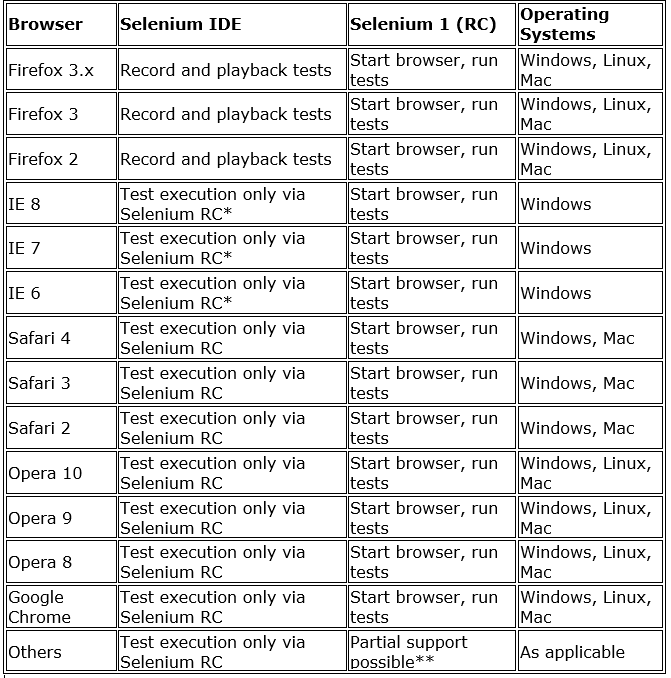 Browser Selenium IDE Selenium 1 (RC) Operating Systems
Firefox 3.x Record and playback tests Start browser, run tests Windows, Linux, Mac
Firefox 3 Record and playback tests Start browser, run tests Windows, Linux, Mac
Firefox 2 Record and playback tests Start browser, run tests Windows, Linux, Mac
IE 8 Test execution only via Selenium RC* Start browser, run tests Windows
IE 7 Test execution only via Selenium RC* Start browser, run tests Windows
IE 6 Test execution only via Selenium RC* Start browser, run tests Windows
Safari 4 Test execution only via Selenium RC Start browser, run tests Windows, Mac
Safari 3 Test execution only via Selenium RC Start browser, run tests Windows, Mac
Safari 2 Test execution only via Selenium RC Start browser, run tests Windows, Mac
Opera 10 Test execution only via Selenium RC Start browser, run tests Windows, Linux, Mac
Opera 9 Test execution only via Selenium RC Start browser, run tests Windows, Linux, Mac
Opera 8 Test execution only via Selenium RC Start browser, run tests Windows, Linux, Mac
Google Chrome Test execution only via Selenium RC Start browser, run tests Windows, Linux, Mac
Others Test execution only via Selenium RC Partial support possible** As applicable